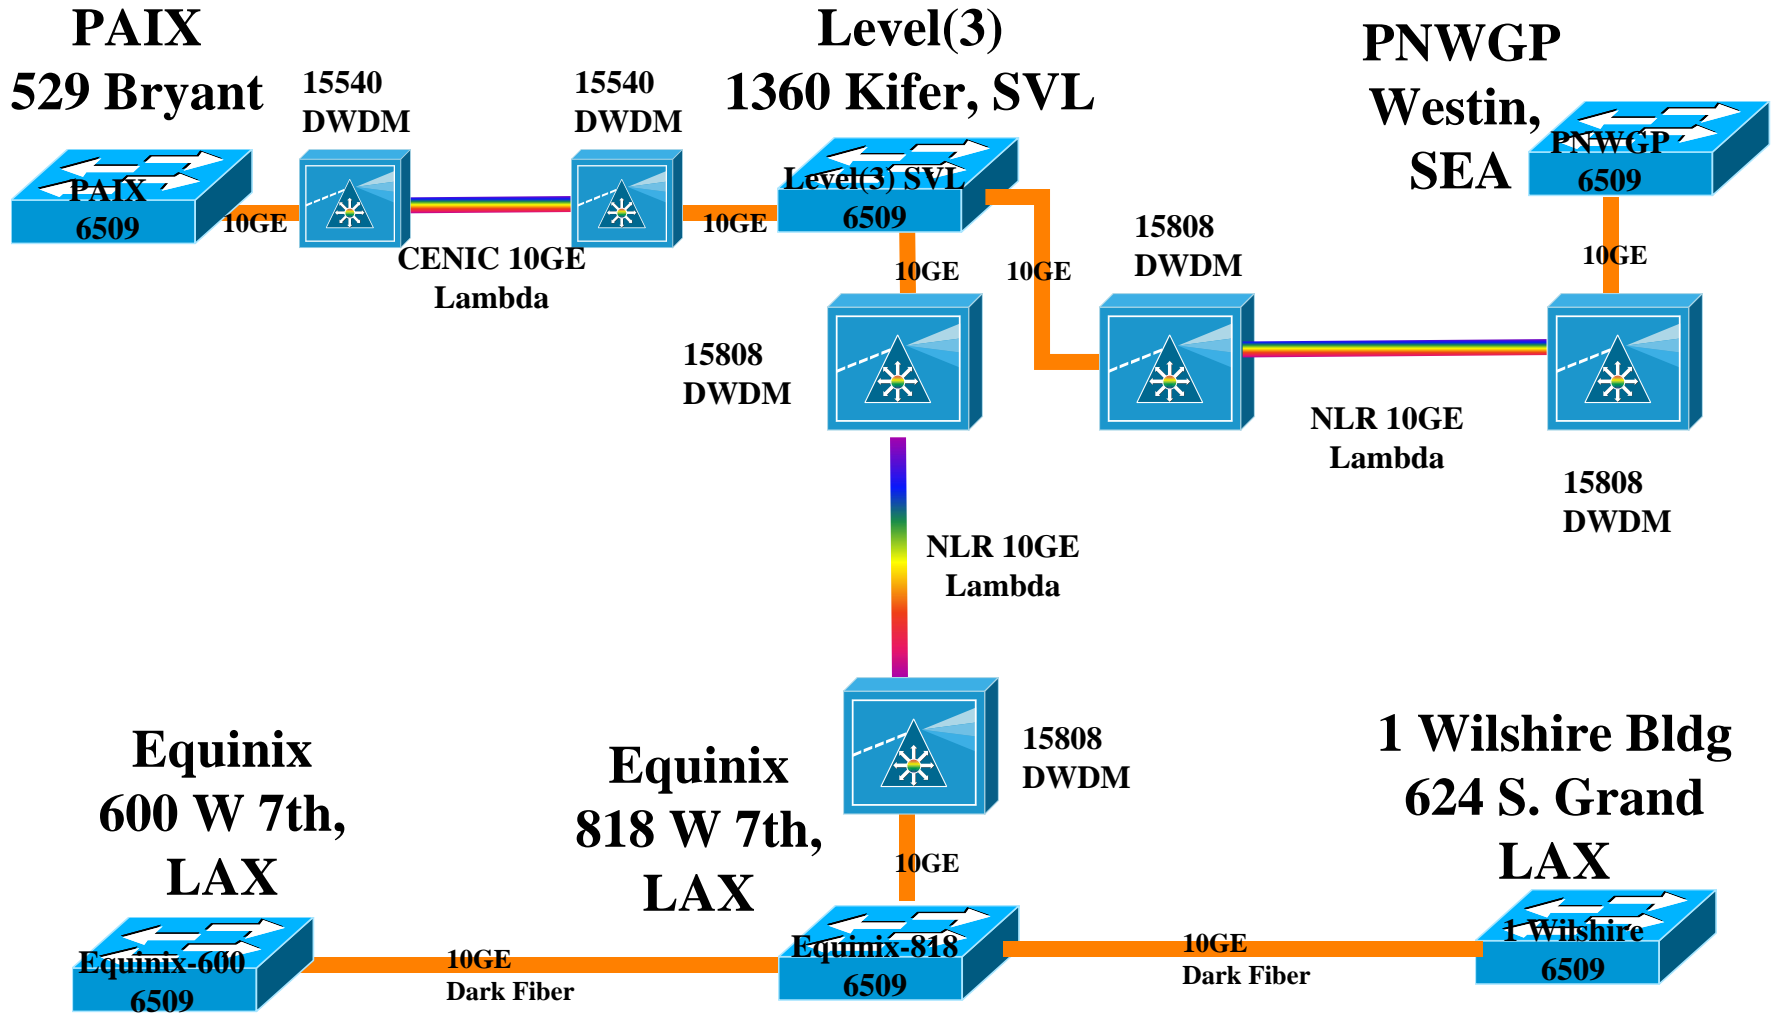 PAIX
529 Bryant
15540
DWDM
15540
DWDM
Level(3)
1360 Kifer, SVL
PNWGP
Westin,
SEA
PAIX
6509
10GE
CENIC 10GE
Lambda
10GE
Level(3) SVL
6509
10GE
10GE
15808
DWDM
PNWGP
6509
10GE
15808
DWDM
NLR 10GE
Lambda
15808
DWDM
NLR 10GE
Lambda
15808
DWDM
10GE
Equinix
600 W 7th,
LAX
Equinix
818 W 7th,
LAX
1 Wilshire Bldg
624 S. Grand
LAX
Equinix-600
6509
10GE
Dark Fiber
Equinix-818
6509
10GE
Dark Fiber
1 Wilshire
6509